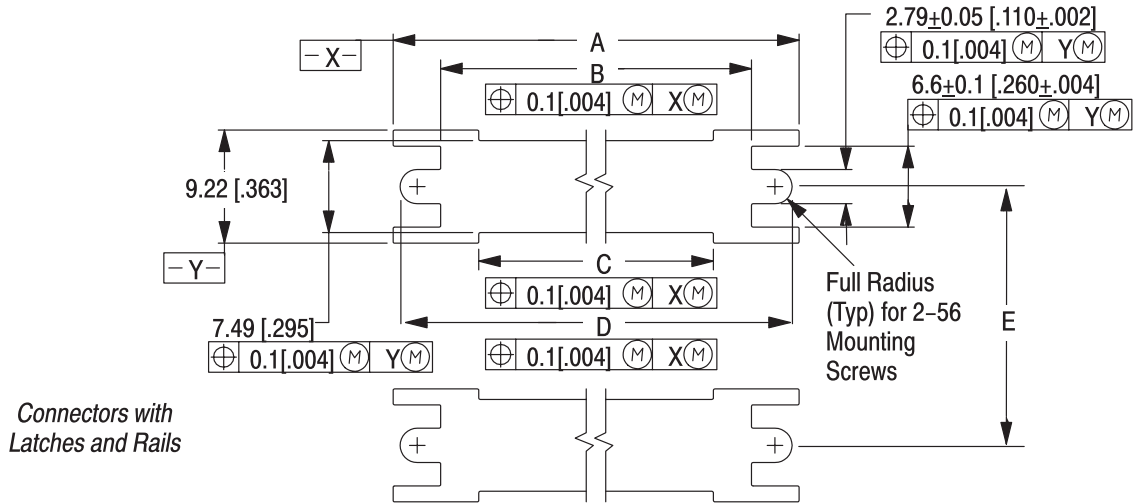 2.79±0.05 [.110±.002]
⌖ 0.1[.004] Ⓜ YⓂ
A
–X–
B
⌖ 0.1[.004] Ⓜ XⓂ
6.6±0.1 [.260±.004]
⌖ 0.1[.004] Ⓜ YⓂ
9.22 [.363]
–Y–
C
⌖ 0.1[.004] Ⓜ XⓂ
Full Radius
(Typ) for 2–56
Mounting
Screws
E
7.49 [.295]
⌖ 0.1[.004] Ⓜ YⓂ
D
⌖ 0.1[.004] Ⓜ XⓂ
Connectors with
Latches and Rails